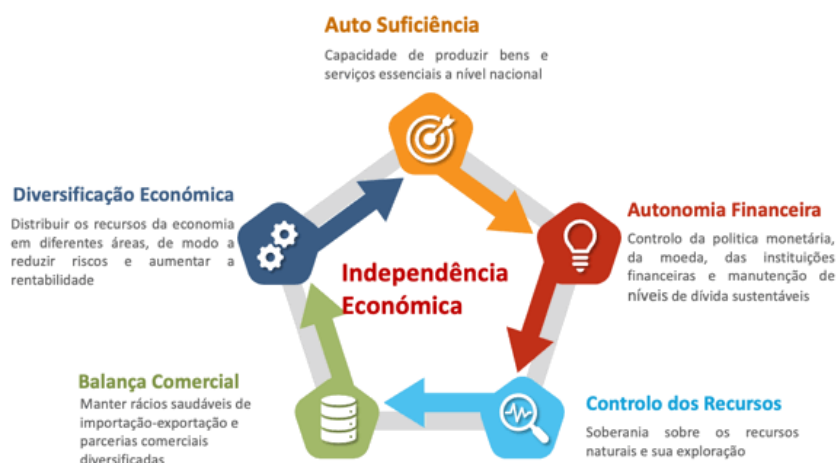 Auto Suficiência
Capacidade de produzir bens e
serviços essenciais a nível nacional
Diversificação Económica
Distribuir os recursos da economia
em diferentes áreas, de modo a
reduzir riscos e aumentar a
rentabilidade
Autonomia Financeira
Controlo da politica monetária,
da moeda, das instituições
financeiras e manutenção de
níveis de dívida sustentáveis
Independência
Económica
Balança Comercial
Manter rácios saudáveis de
importação-exportação e
parcerias comerciais
diversificadas
Controlo dos Recursos
Soberania sobre os recursos
naturais e sua exploração